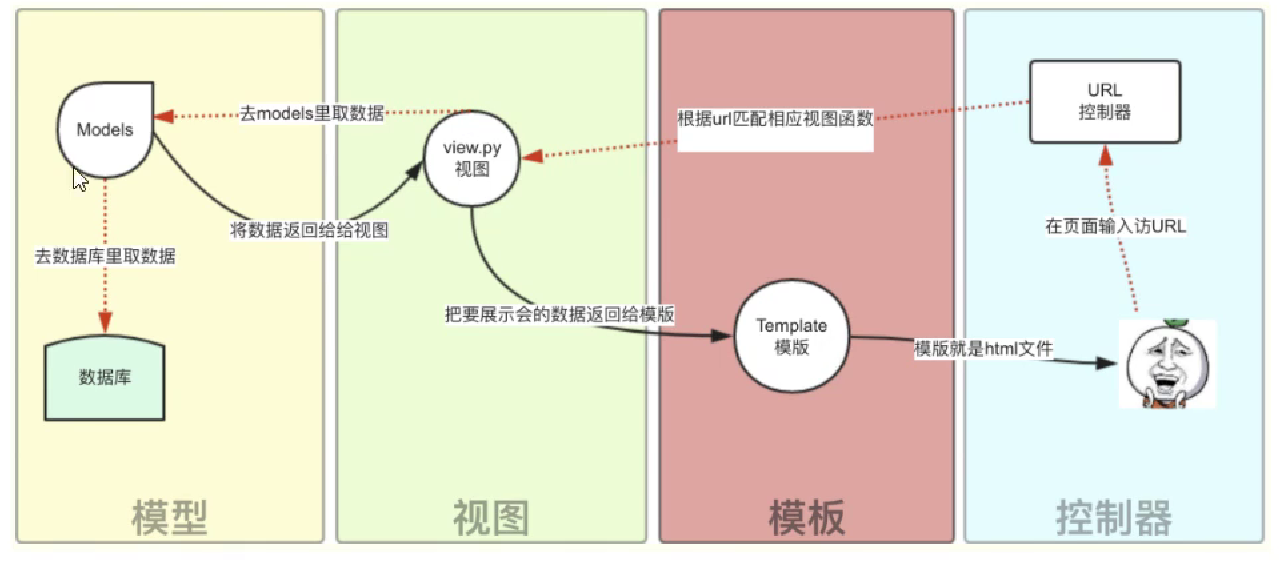 URL
控制器
去models里取数据
根据url匹配相应视图函数
Models
view.py
视图
将数据返回给给视图
在页面输入访URL
去数据库里取数据
把要展示会的数据返回给模版
Template
模版
模版就是html文件
数据库
模型
视图
模板
控制器